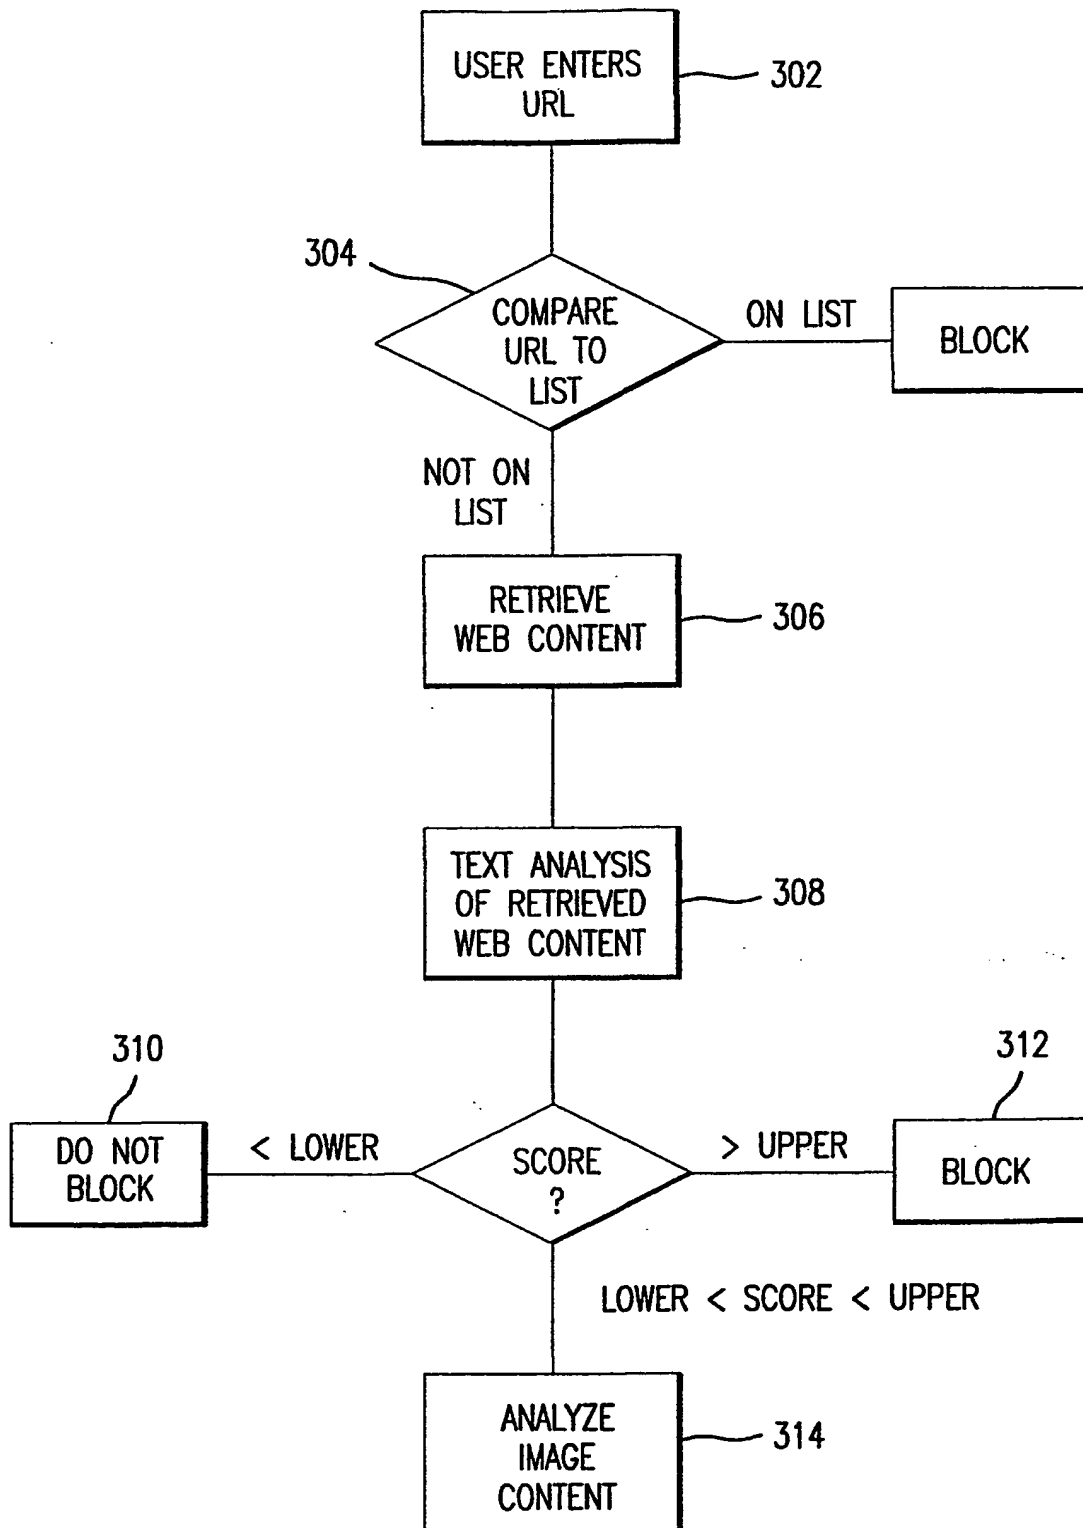 USER ENTERS
URL
302
304
COMPARE
URL TO
LIST
ON LIST
BLOCK
NOT ON
LIST
RETRIEVE
WEB CONTENT
306
TEXT ANALYSIS
OF RETRIEVED
WEB CONTENT
308
310
312
DO NOT
BLOCK
< LOWER
SCORE
?
> UPPER
BLOCK
LOWER < SCORE < UPPER
ANALYZE
IMAGE
CONTENT
314